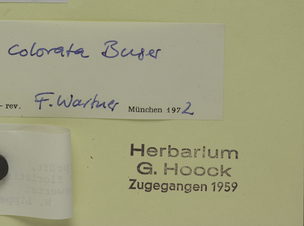 colorata Buser
– rev. F. Wartner München 1972
Herbarium
G. Hoock
Zugegangen 1959